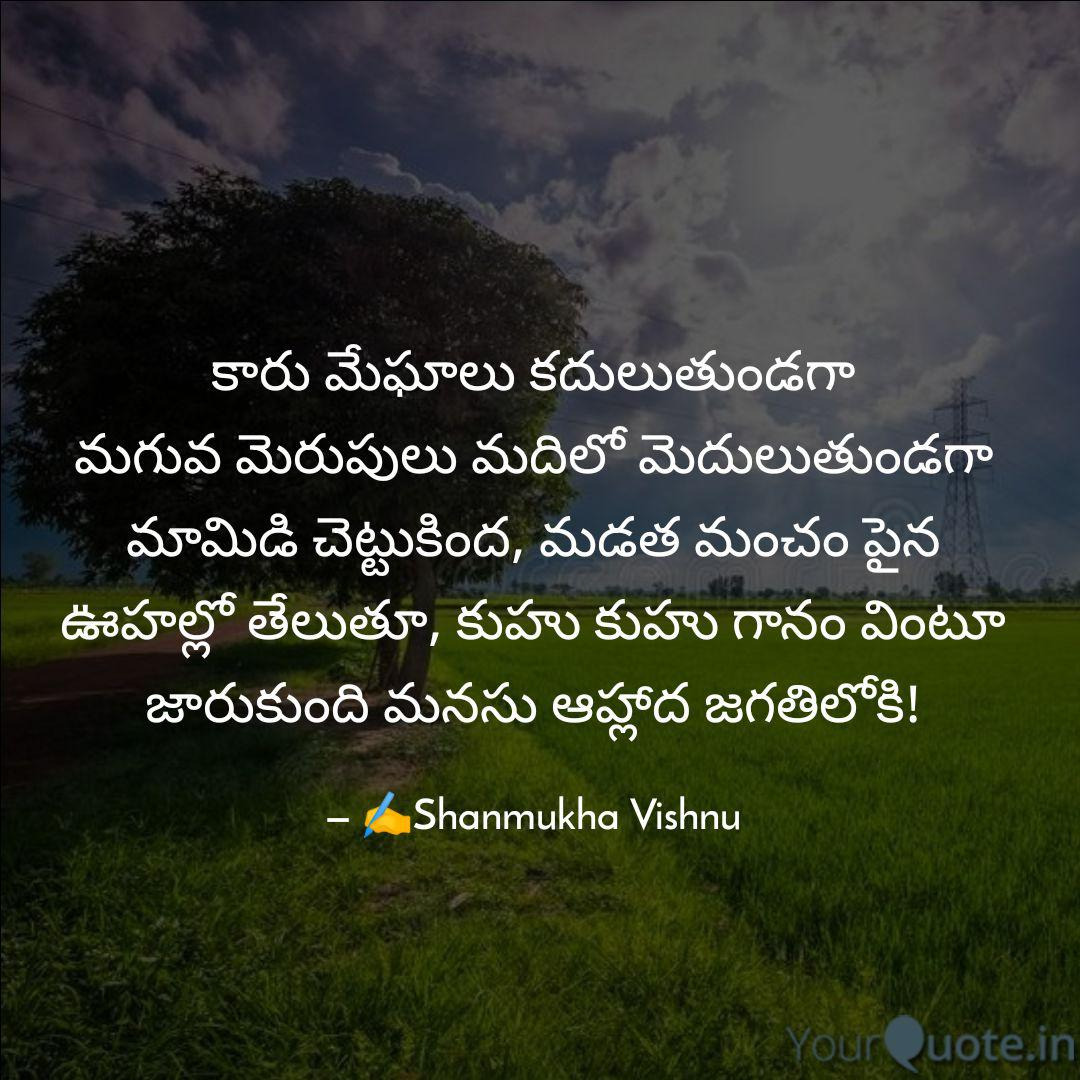 కారు మేఘాలు కదులుతుండగా
మగువ మెరుపులు మదిలో మెదులుతుండగా
మామిడి చెట్టుకింద, మడత మంచం పైన
ఊహల్లో తేలుతూ, కుహు కుహు గానం వింటూ
జారుకుంది మనసు ఆహ్లాద జగతిలోకి!
– ✍️Shanmukha Vishnu
YourQuote.in